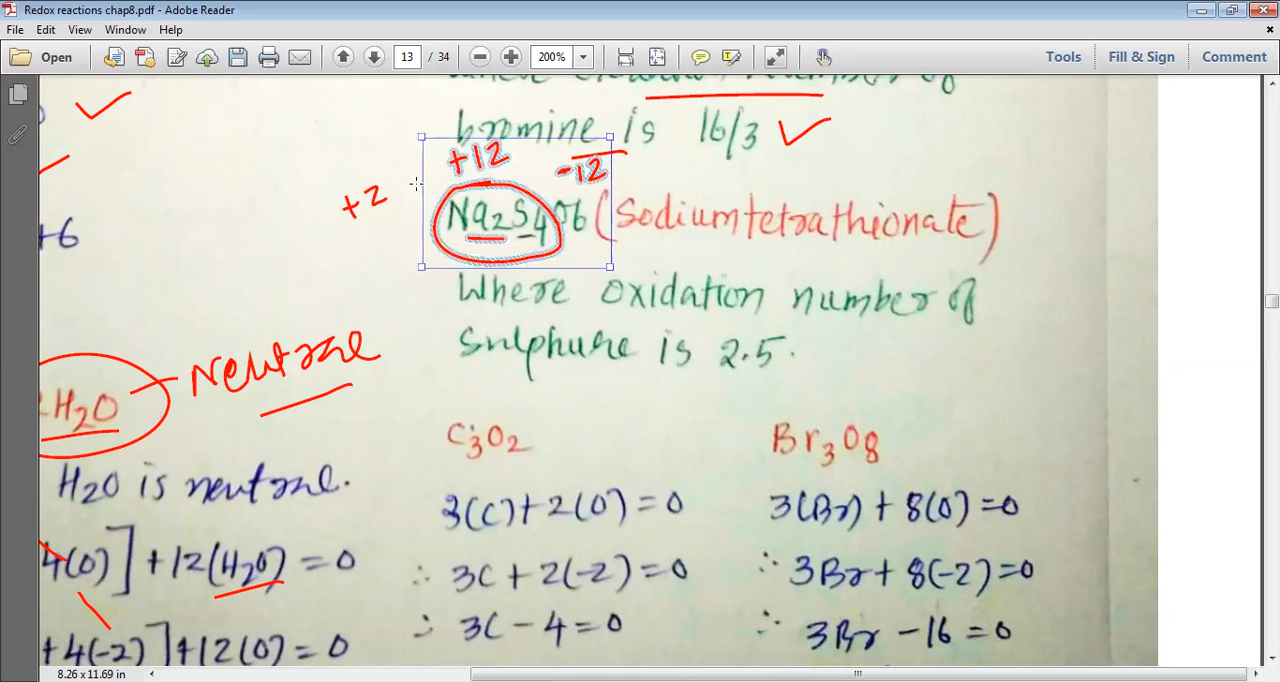 Redox reactions chap8.pdf - Adobe Reader
File Edit View Window Help
Open 13 / 34 200% Tools Fill & Sign Comment
bromine is 16/3
+12 -12
+2
Na2S4O6 (Sodiumtetrathionate)
+6
Where oxidation number of
Sulphure is 2.5.
Neutrae
H2O
C3O2 Br3O8
H2O is neutrae.
3(C)+2(O)=0 3(Br)+8(O)=0
4(O)]+12(H2O)=0 ∴ 3C+2(-2)=0 ∴ 3Br+8(-2)=0
∴ 3C-4=0 ∴ 3Br-16=0
+4(-2)]+12(0)=0
8.26 x 11.69 in